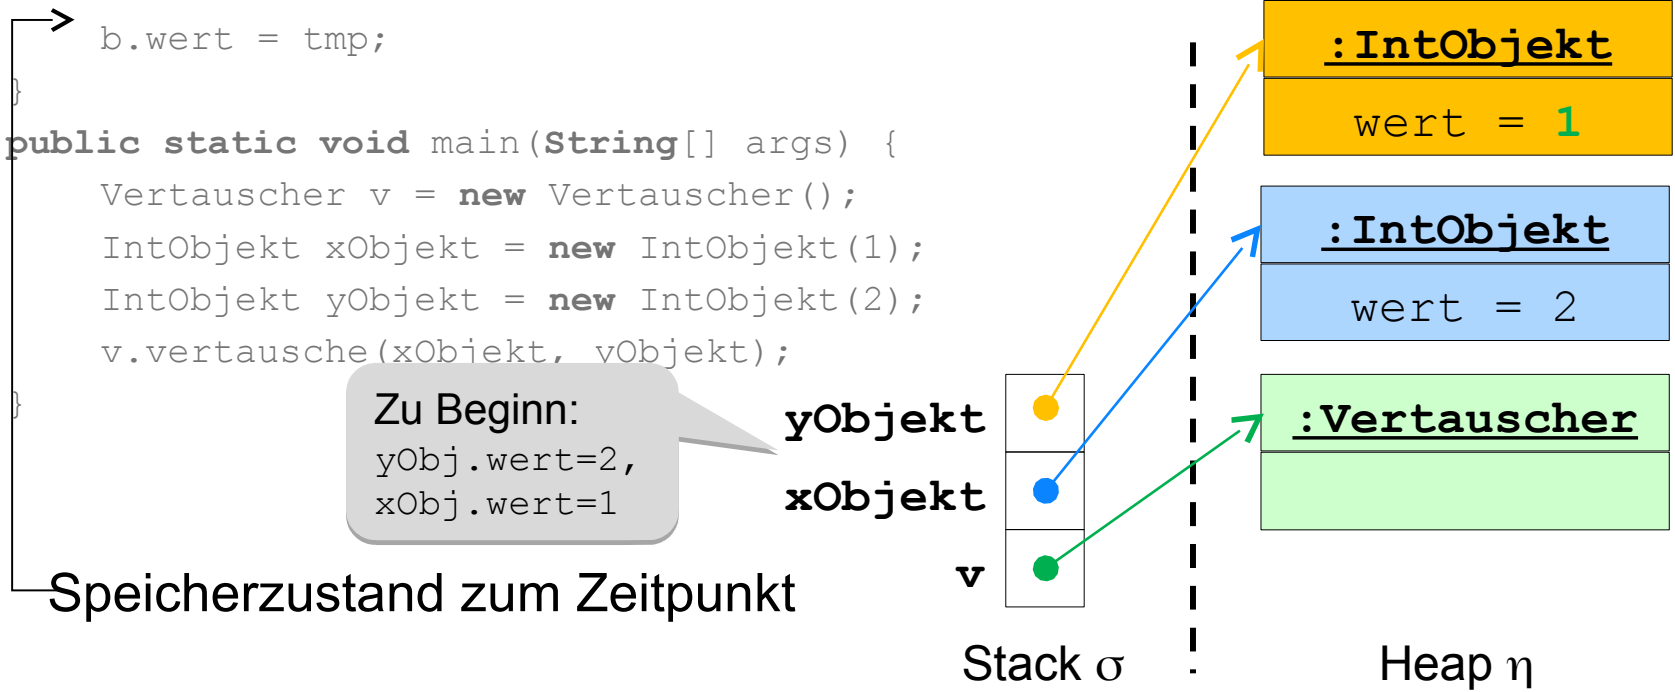 b.wert = tmp;
}
public static void main(String[] args) {
Vertauscher v = new Vertauscher();
IntObjekt xObjekt = new IntObjekt(1);
IntObjekt yObjekt = new IntObjekt(2);
v.vertausche(xObjekt, yObjekt);
}
Zu Beginn:
yObj.wert=2,
xObj.wert=1
Speicherzustand zum Zeitpunkt
yObjekt
xObjekt
v
Stack σ
:IntObjekt
wert = 1
:IntObjekt
wert = 2
:Vertauscher
Heap η